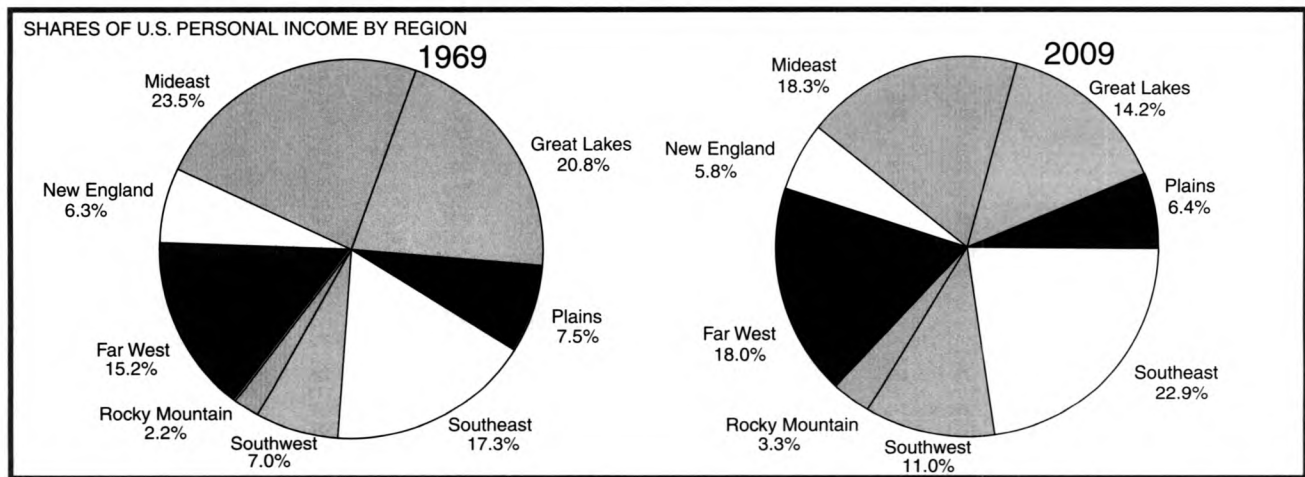 SHARES OF U.S. PERSONAL INCOME BY REGION
1969
Mideast
23.5%
Great Lakes
20.8%
New England
6.3%
Plains
7.5%
Far West
15.2%
Rocky Mountain
2.2%
Southwest
7.0%
Southeast
17.3%
2009
Mideast
18.3%
Great Lakes
14.2%
New England
5.8%
Plains
6.4%
Far West
18.0%
Southeast
22.9%
Rocky Mountain
3.3%
Southwest
11.0%